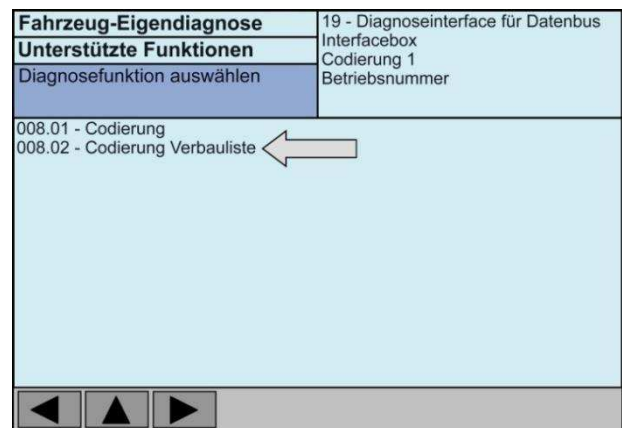 Fahrzeug-Eigendiagnose
Unterstützte Funktionen
Diagnosefunktion auswählen
19 - Diagnoseinterface für Datenbus
Interfacebox
Codierung 1
Betriebsnummer
008.01 - Codierung
008.02 - Codierung Verbauliste